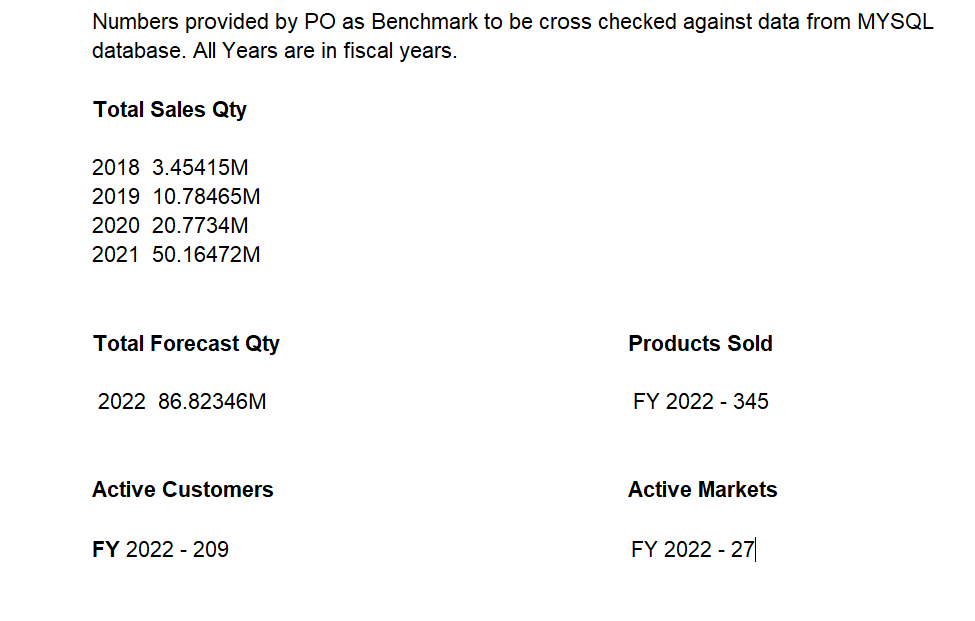 Numbers provided by PO as Benchmark to be cross checked against data from MYSQL
database. All Years are in fiscal years.
Total Sales Qty
2018 3.45415M
2019 10.78465M
2020 20.7734M
2021 50.16472M
Total Forecast Qty
2022 86.82346M
Products Sold
FY 2022 - 345
Active Customers
FY 2022 - 209
Active Markets
FY 2022 - 27